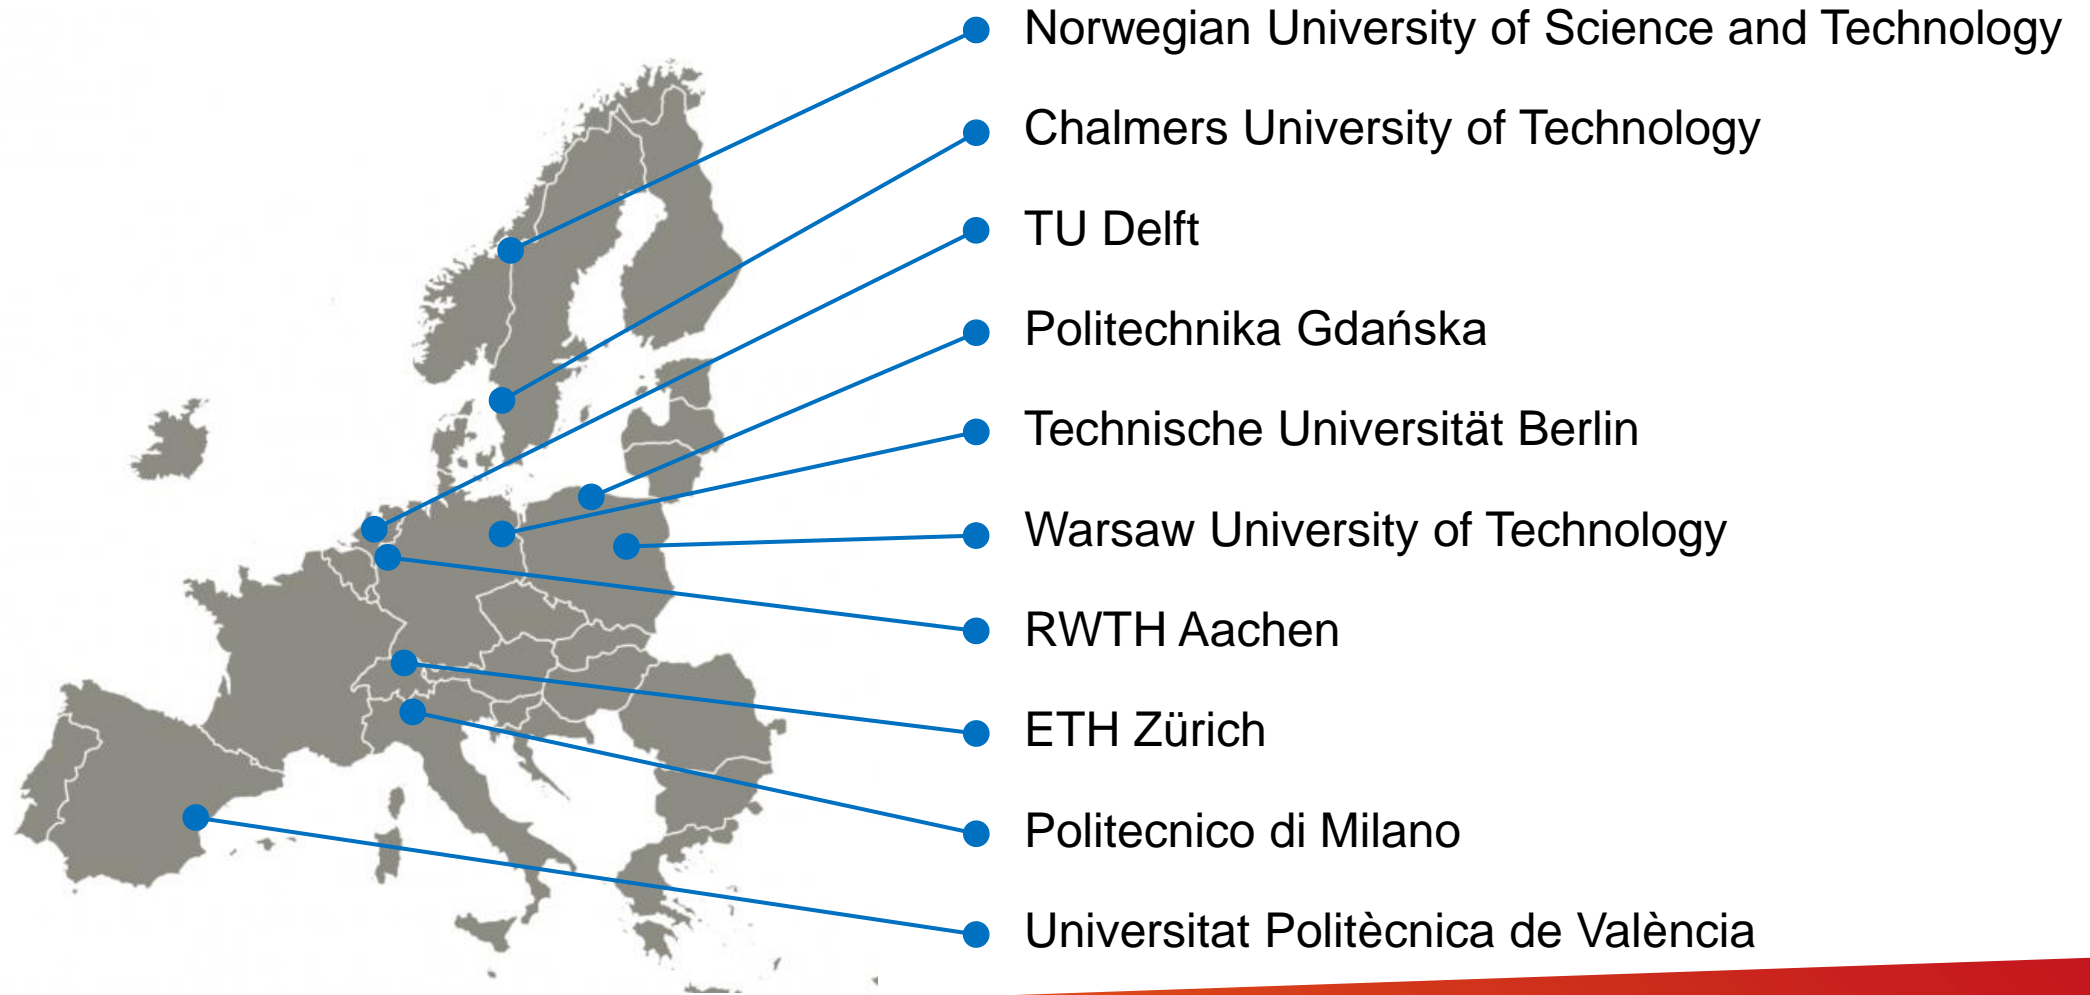 Norwegian University of Science and Technology
Chalmers University of Technology
TU Delft
Politechnika Gdańska
Technische Universität Berlin
Warsaw University of Technology
RWTH Aachen
ETH Zürich
Politecnico di Milano
Universitat Politècnica de València